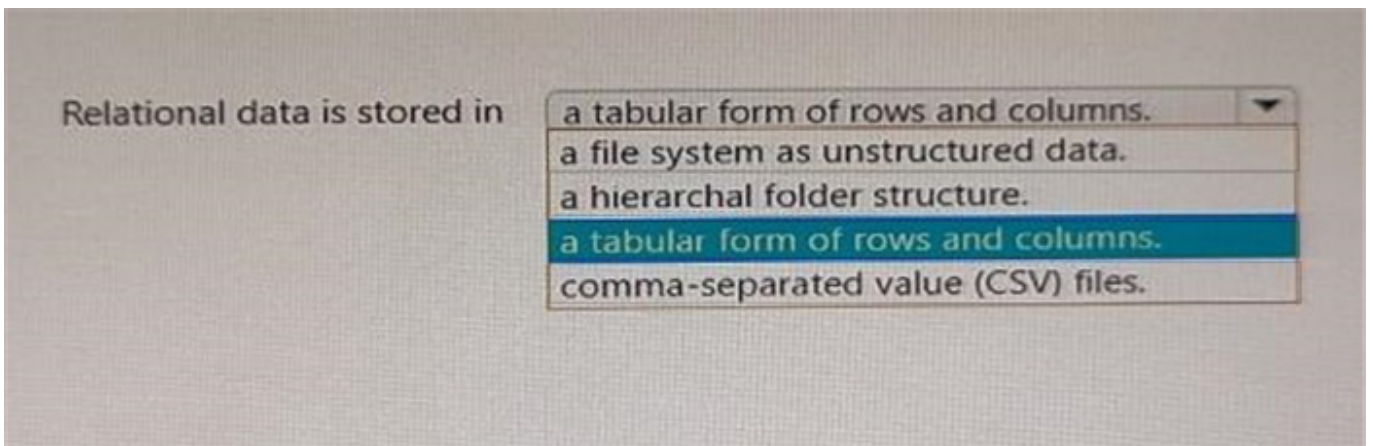 Relational data is stored in a tabular form of rows and columns.
a file system as unstructured data.
a hierarchal folder structure.
a tabular form of rows and columns.
comma-separated value (CSV) files.